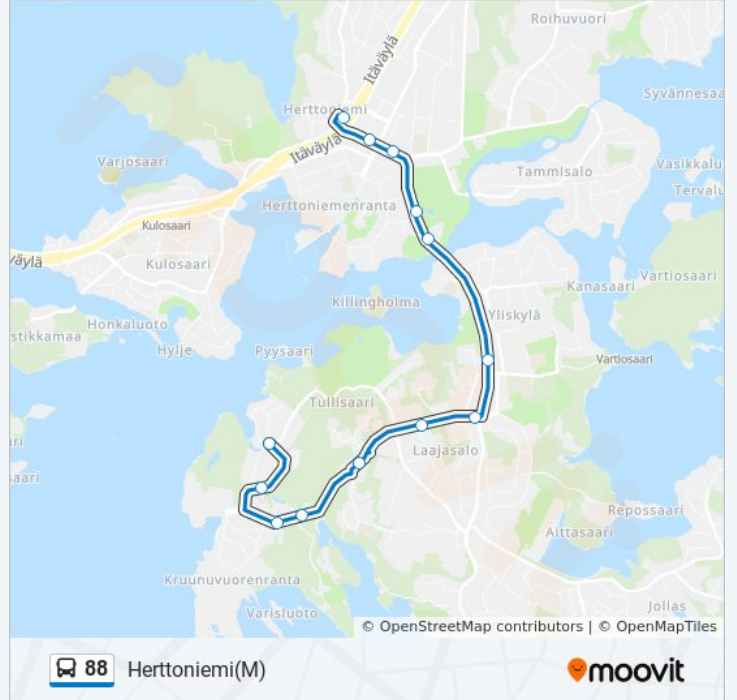 Roihuvuori
Itäväylä
Syvännesaa
Herttoniemi
Itäväylä
Varjosaari
Vasikkalu
Tammisalo
Tervalu
Herttoniemenranta
Kulosaari
väylä
Kulosaari
Vartiosaari
Kanasaari
Killingholma
Yliskylä
Honkaluoto
stikkamaa
Hylje
Pyysaari
Vartiosaari
Tullisaari
ri
Laajasalo
saari
Repossaari
Aittasaari
Kruunuvuorenranta
Jollas
Varisluoto
© OpenStreetMap contributors | © OpenMapTiles
88 Herttoniemi(M)
moovit